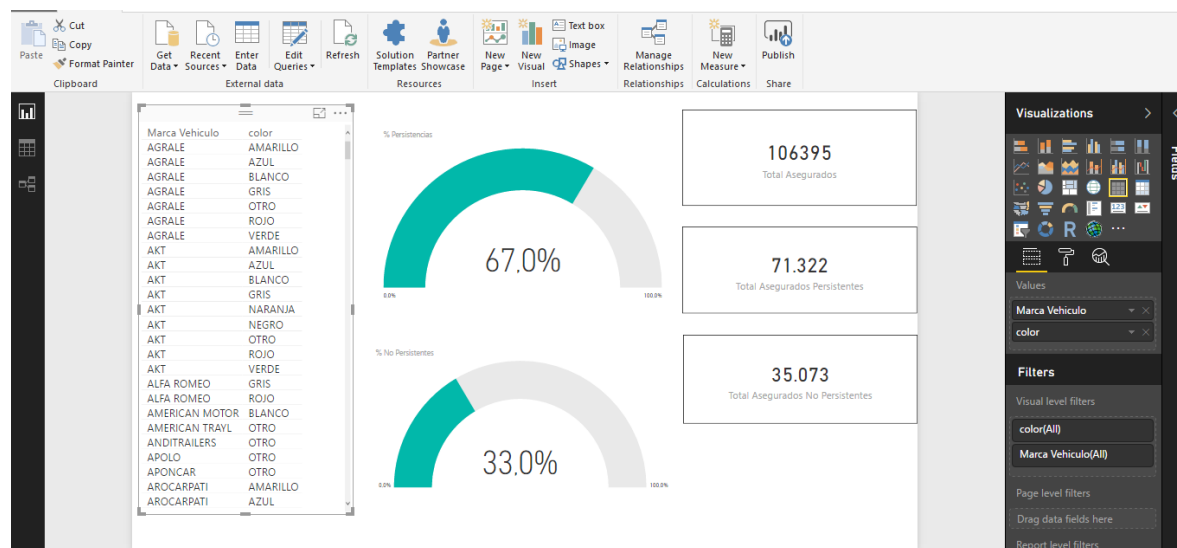 Cut
Copy
Format Painter
Paste
Clipboard
Get Data
Recent Sources
Enter Data
Edit Queries
Refresh
External data
Solution Templates
Partner Showcase
Resources
New Page
New Visual
Text box
Image
Shapes
Insert
Manage Relationships
Relationships
New Measure
Calculations
Publish
Share
Marca Vehiculo color
AGRALE AMARILLO
AGRALE AZUL
AGRALE BLANCO
AGRALE GRIS
AGRALE OTRO
AGRALE ROJO
AGRALE VERDE
AKT AMARILLO
AKT AZUL
AKT BLANCO
AKT GRIS
AKT NARANJA
AKT NEGRO
AKT OTRO
AKT ROJO
AKT VERDE
ALFA ROMEO GRIS
ALFA ROMEO ROJO
AMERICAN MOTOR BLANCO
AMERICAN TRAYL OTRO
ANDITRAILERS OTRO
APOLO OTRO
APONCAR OTRO
AROCARPATI AMARILLO
AROCARPATI AZUL
% Persistencias
67,0%
0.0% 100.0%
% No Persistentes
33,0%
0.0% 100.0%
106395
Total Asegurados
71.322
Total Asegurados Persistentes
35.073
Total Asegurados No Persistentes
Visualizations
R
123
Values
Marca Vehiculo
color
Filters
Visual level filters
color(All)
Marca Vehiculo(All)
Page level filters
Drag data fields here
Report level filters
Fields